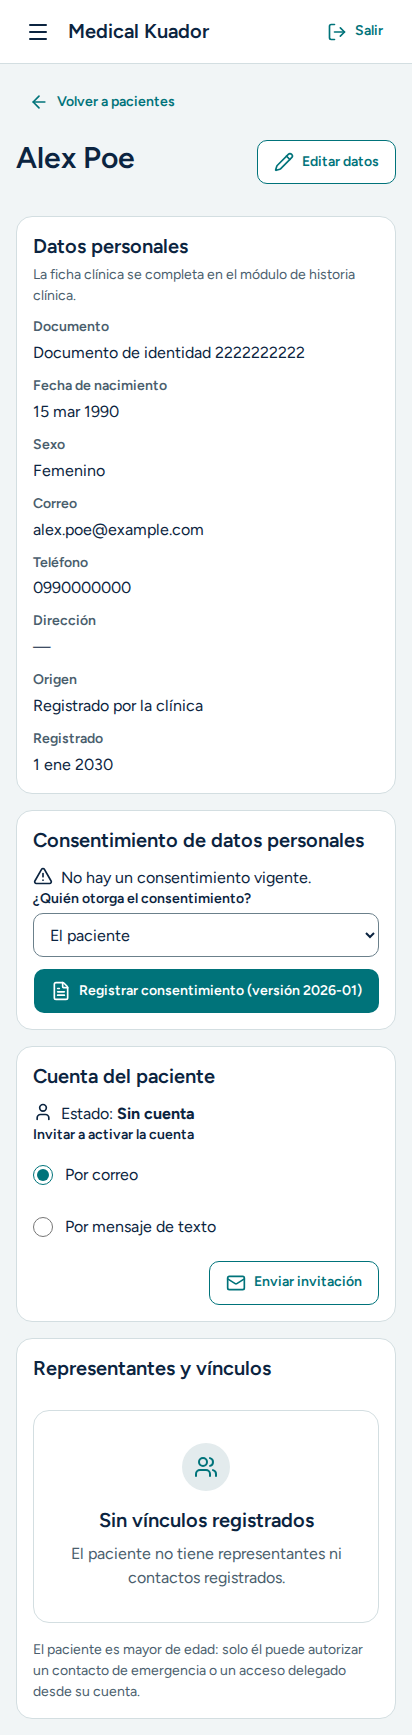 Medical Kuador
Salir
Volver a pacientes
Alex Poe
Editar datos
Datos personales
La ficha clínica se completa en el módulo de historia
clínica.
Documento
Documento de identidad 2222222222
Fecha de nacimiento
15 mar 1990
Sexo
Femenino
Correo
alex.poe@example.com
Teléfono
0990000000
Dirección
—
Origen
Registrado por la clínica
Registrado
1 ene 2030
Consentimiento de datos personales
No hay un consentimiento vigente.
¿Quién otorga el consentimiento?
El paciente
Registrar consentimiento (versión 2026-01)
Cuenta del paciente
Estado: Sin cuenta
Invitar a activar la cuenta
Por correo
Por mensaje de texto
Enviar invitación
Representantes y vínculos
Sin vínculos registrados
El paciente no tiene representantes ni
contactos registrados.
El paciente es mayor de edad: solo él puede autorizar
un contacto de emergencia o un acceso delegado
desde su cuenta.